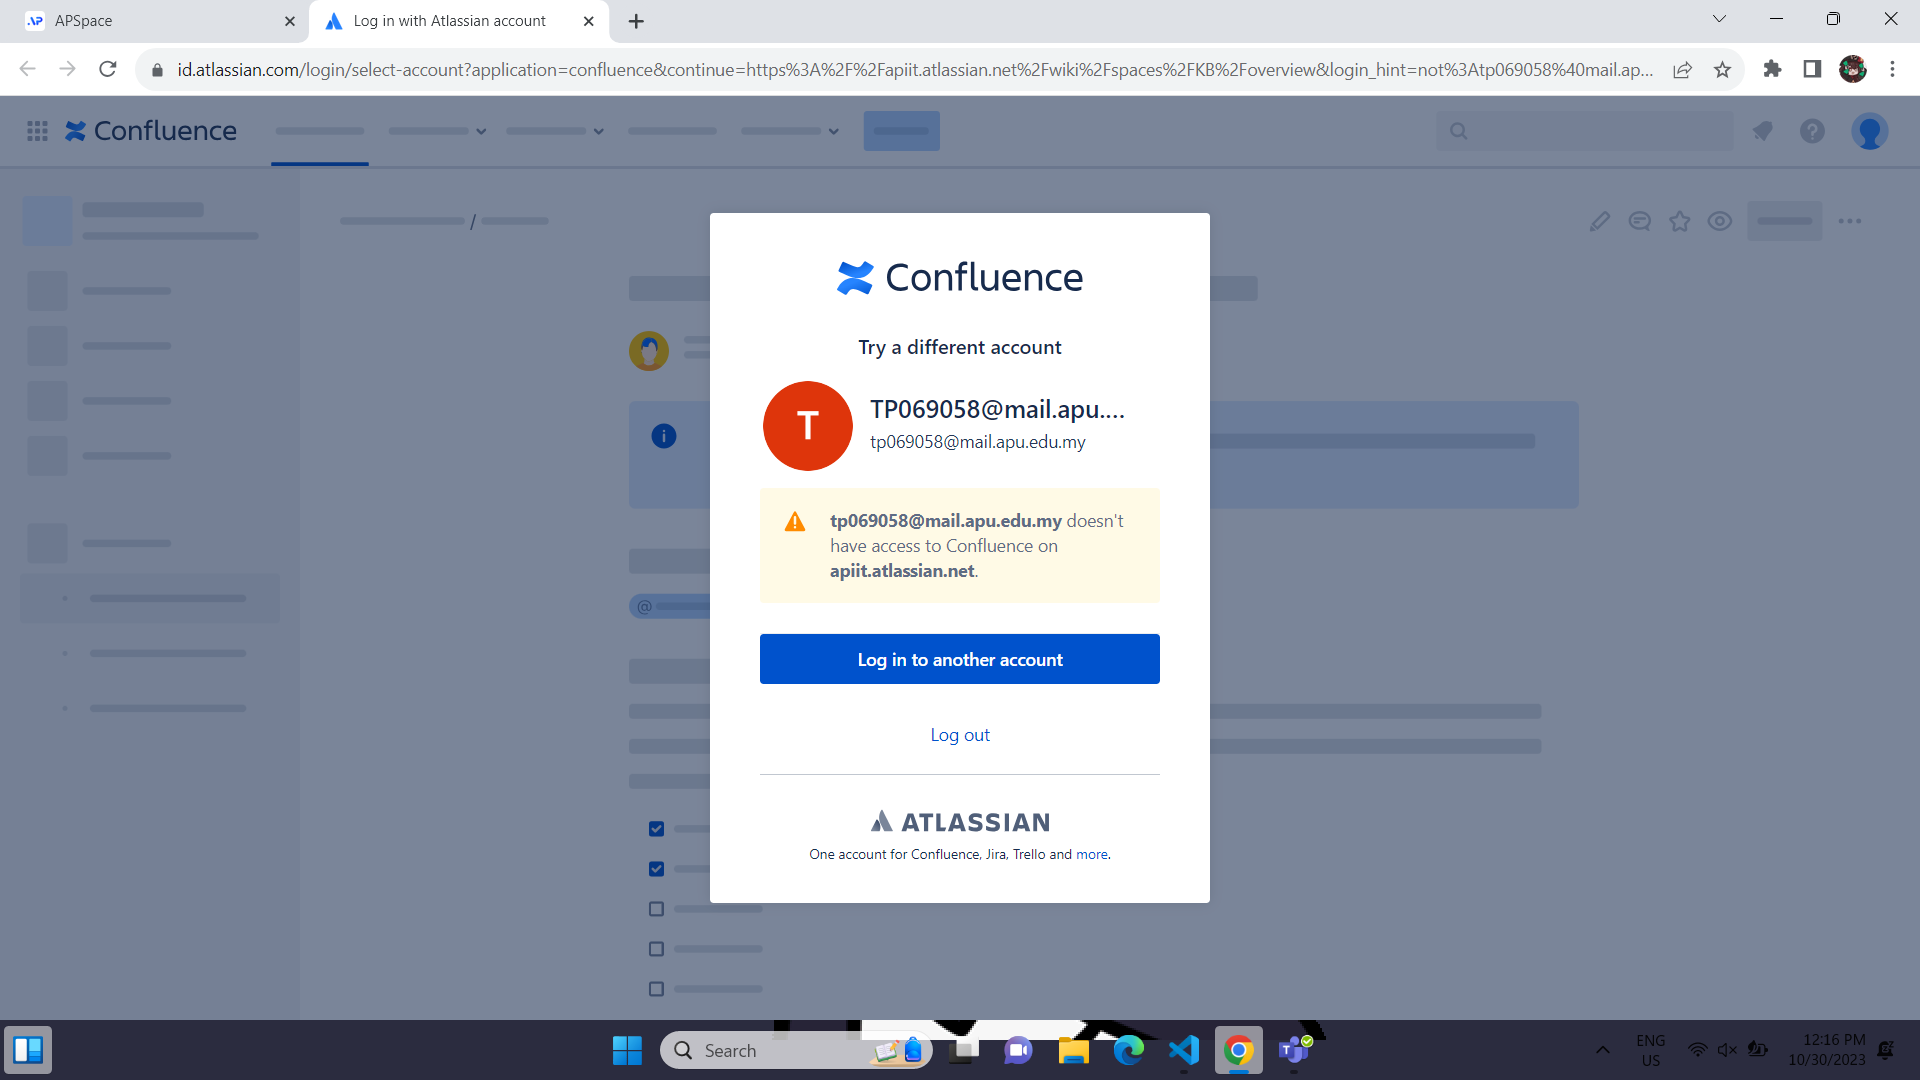 APSpace
Log in with Atlassian account
id.atlassian.com/login/select-account?application=confluence&continue=https%3A%2F%2Fapiit.atlassian.net%2Fwiki%2Fspaces%2FKB%2Foverview&login_hint=not%3Atp069058%40mail.ap...
Confluence
/
Confluence
Try a different account
T
TP069058@mail.apu....
tp069058@mail.apu.edu.my
tp069058@mail.apu.edu.my doesn't
have access to Confluence on
apiit.atlassian.net.
@
Log in to another account
Log out
ATLASSIAN
One account for Confluence, Jira, Trello and more.
Search
ENG
US
12:16 PM
10/30/2023